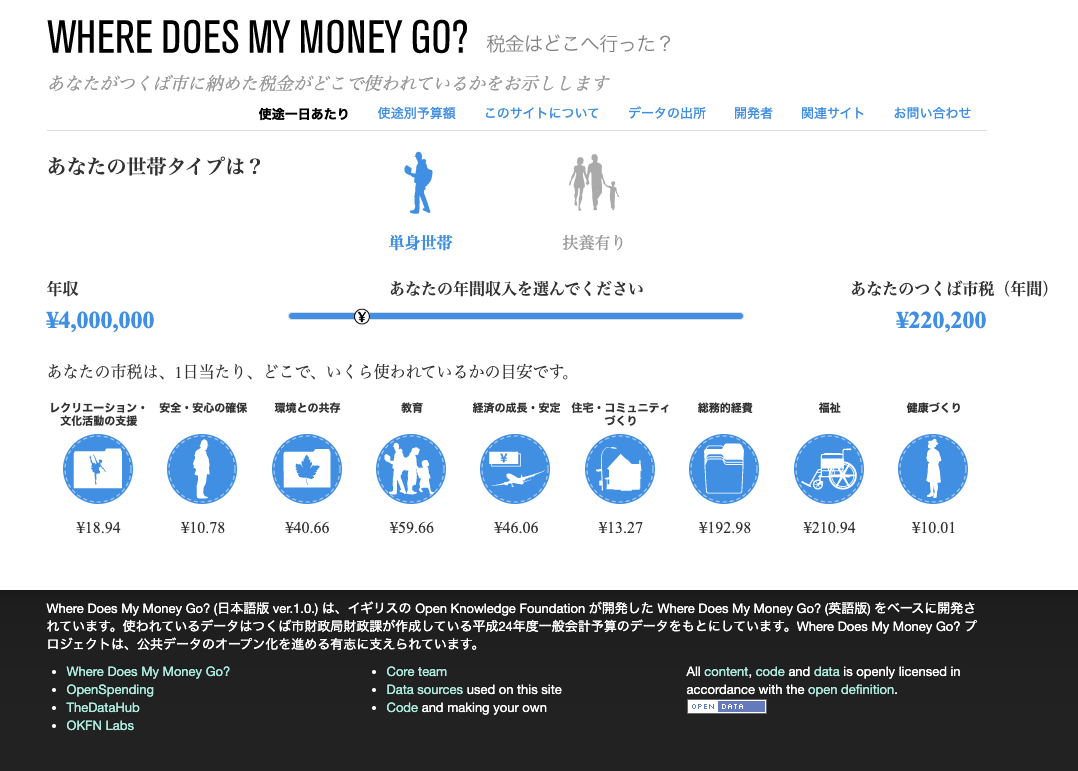 WHERE DOES MY MONEY GO? 税金はどこへ行った？
あなたがつくば市に納めた税金がどこで使われているかをお示しします
使途一日あたり 使途別予算額 このサイトについて データの出所 開発者 関連サイト お問い合わせ
あなたの世帯タイプは？
単身世帯 扶養有り
年収 あなたの年間収入を選んでください あなたのつくば市税（年間）
¥4,000,000 ¥ ¥220,200
あなたの市税は、1日当たり、どこで、いくら使われているかの目安です。
レクリエーション・ 安全・安心の確保 環境との共存 教育 経済の成長・安定 住宅・コミュニティ 総務的経費 福祉 健康づくり
文化活動の支援 づくり
¥
¥18.94 ¥10.78 ¥40.66 ¥59.66 ¥46.06 ¥13.27 ¥192.98 ¥210.94 ¥10.01
Where Does My Money Go? (日本語版 ver.1.0.) は、イギリスの Open Knowledge Foundation が開発した Where Does My Money Go? (英語版) をベースに開発さ
れています。使われているデータはつくば市財政局財政課が作成している平成24年度一般会計予算のデータをもとにしています。Where Does My Money Go? プ
ロジェクトは、公共データのオープン化を進める有志に支えられています。
Where Does My Money Go?
OpenSpending
TheDataHub
OKFN Labs
Core team
Data sources used on this site
Code and making your own
All content, code and data is openly licensed in
accordance with the open definition.
OPEN DATA